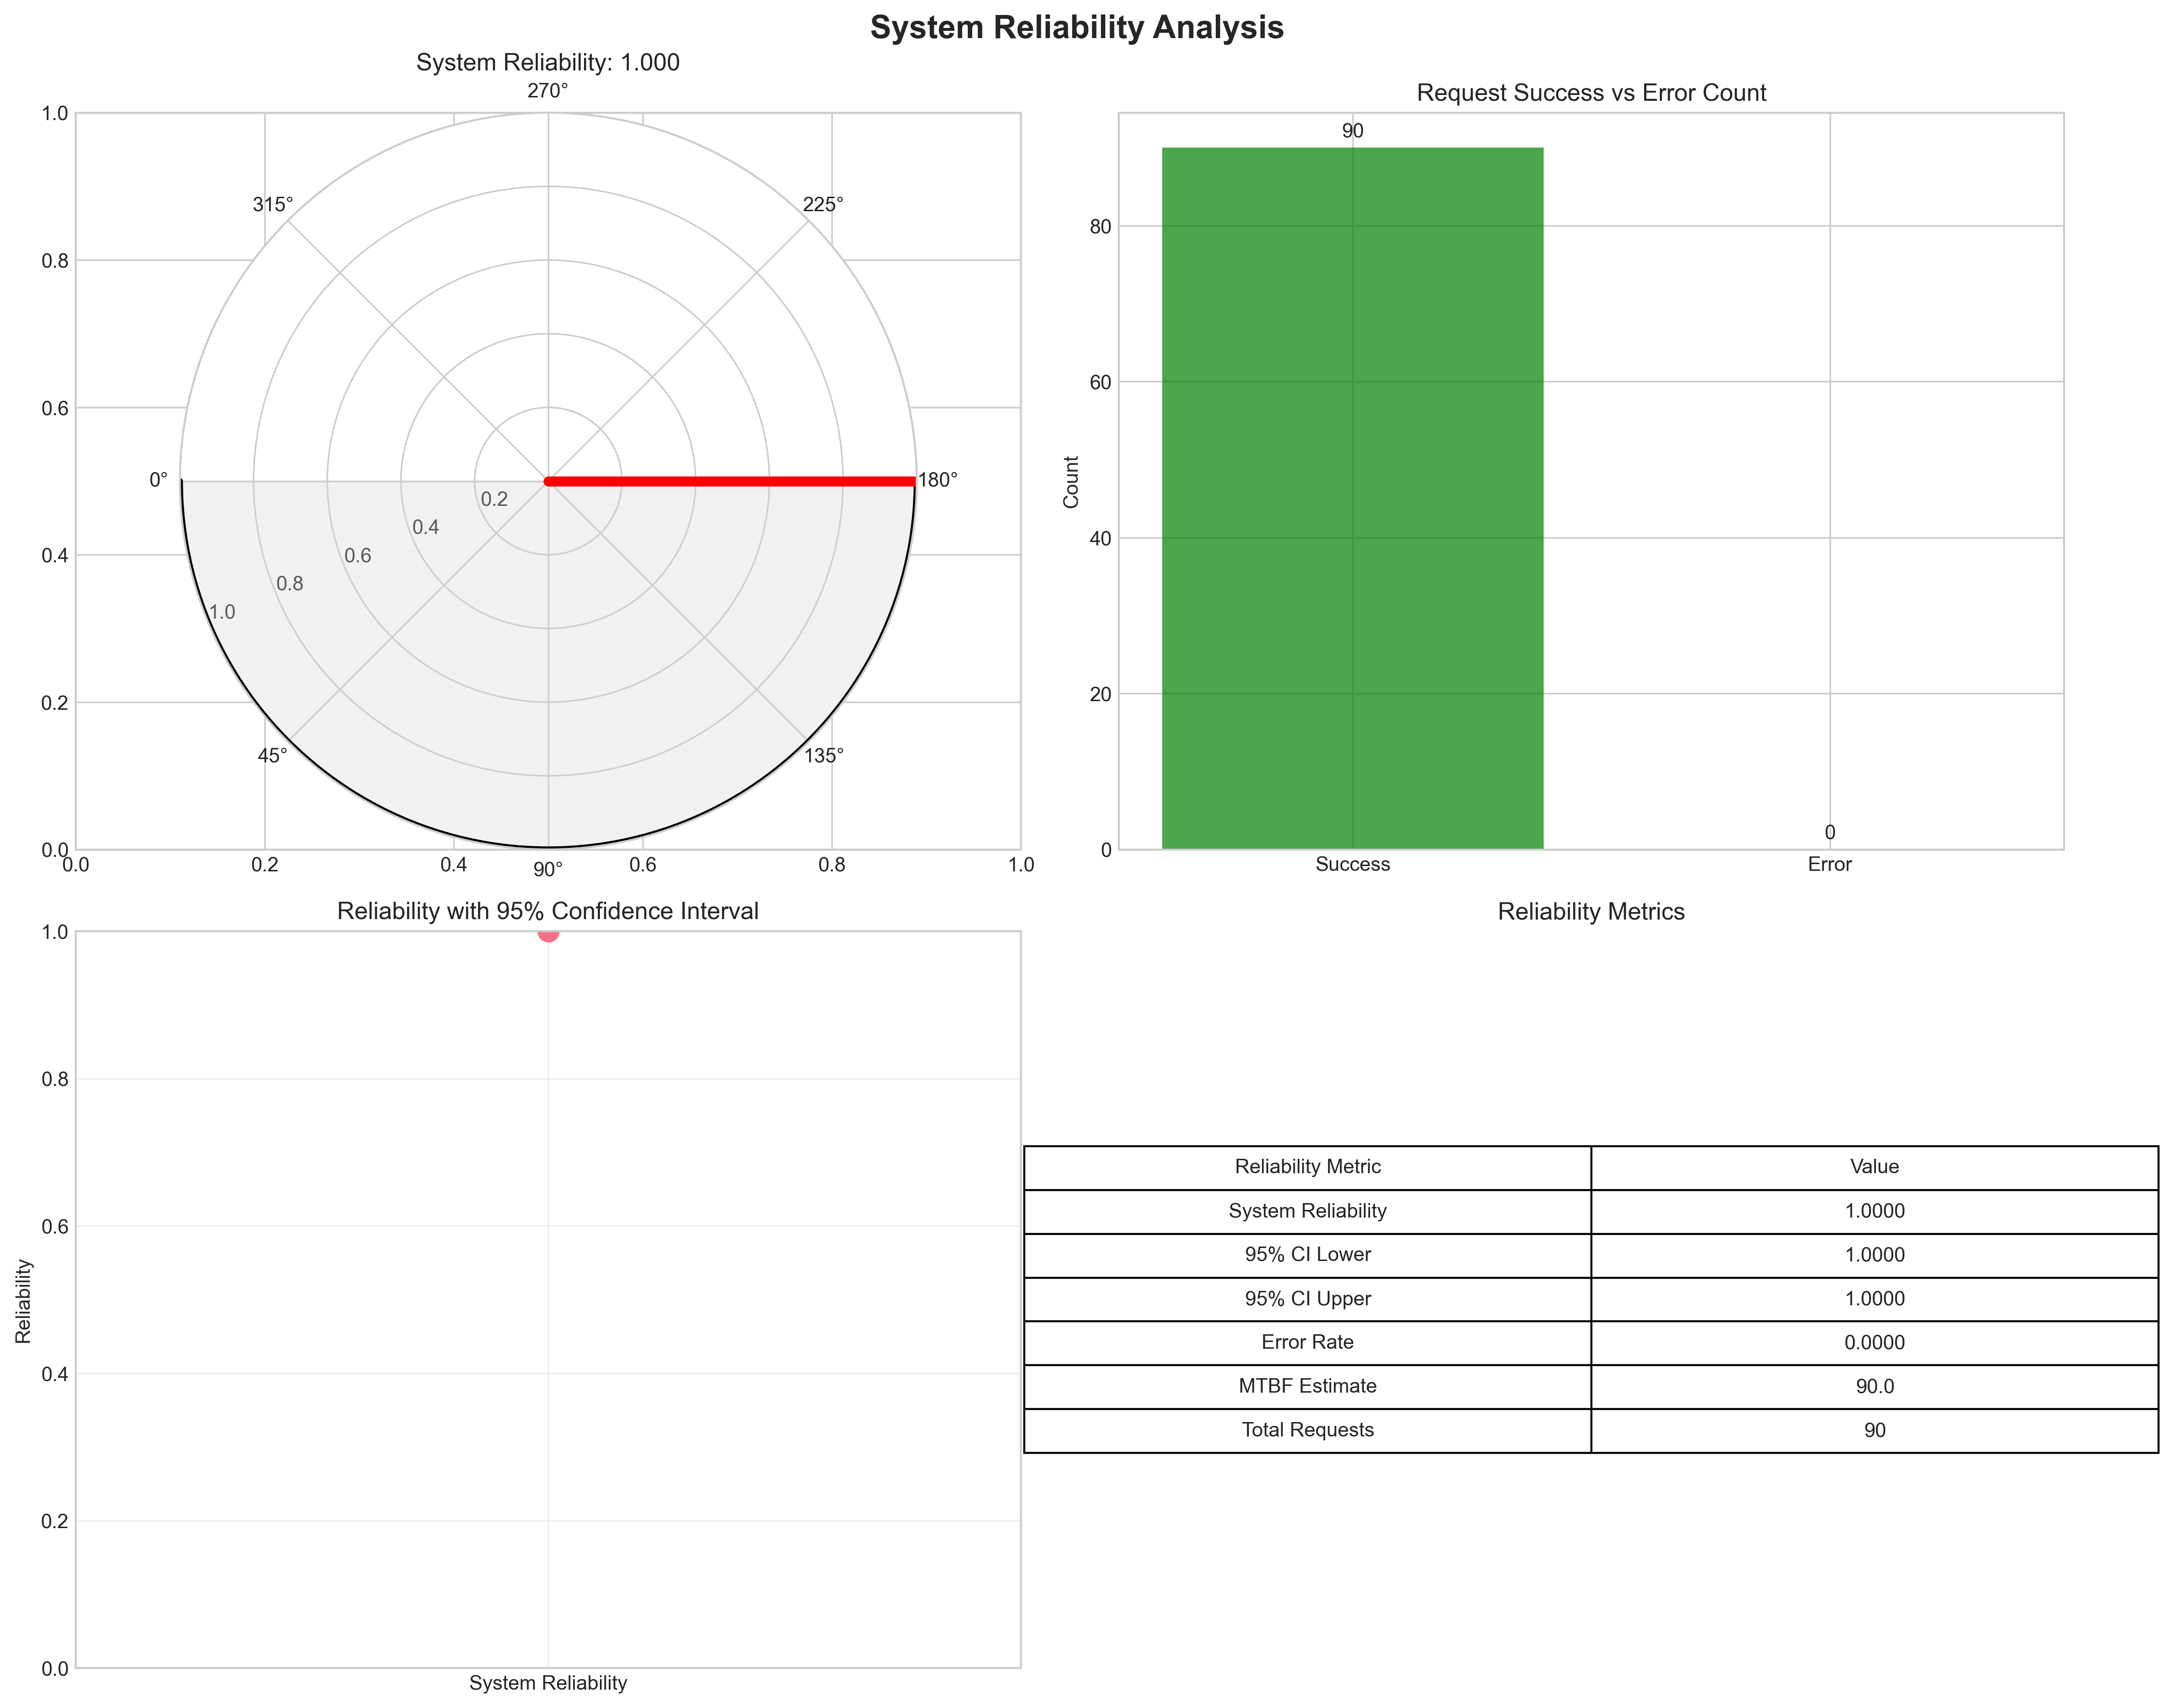 System Reliability Analysis
System Reliability: 1.000
270°
315°
225°
0°
180°
45°
135°
90°
0.2
0.4
0.6
0.8
1.0
1.0
0.8
0.6
0.4
0.2
0.0
0.0
0.2
0.4
0.6
0.8
1.0
Request Success vs Error Count
90
0
Count
80
60
40
20
0
Success
Error
Reliability with 95% Confidence Interval
Reliability
1.0
0.8
0.6
0.4
0.2
0.0
System Reliability
Reliability Metrics
Reliability Metric Value
System Reliability 1.0000
95% CI Lower 1.0000
95% CI Upper 1.0000
Error Rate 0.0000
MTBF Estimate 90.0
Total Requests 90